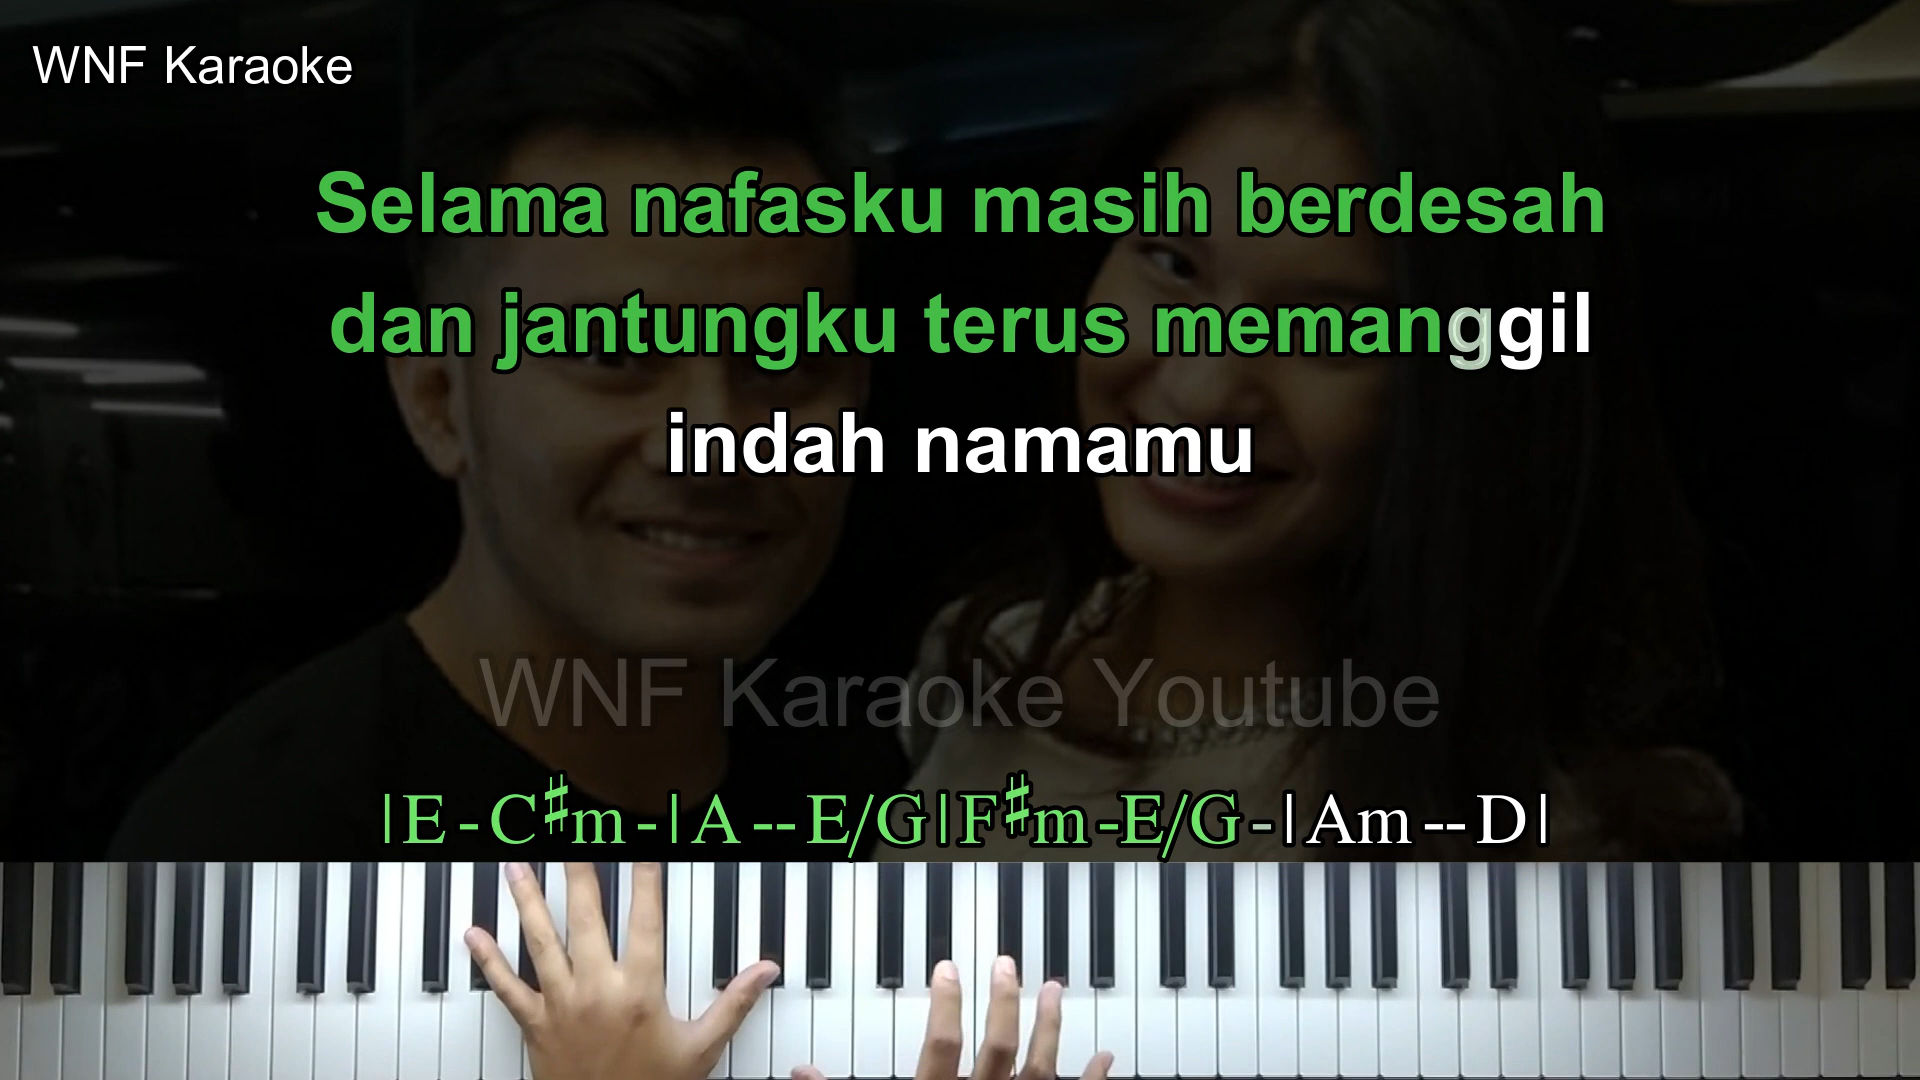 WNF Karaoke
Selama nafasku masih berdesah
dan jantungku terus memanggil
indah namamu
WNF Karaoke Youtube
|E - C♯m - |A -- E/G|F♯m -E/G - |Am -- D|